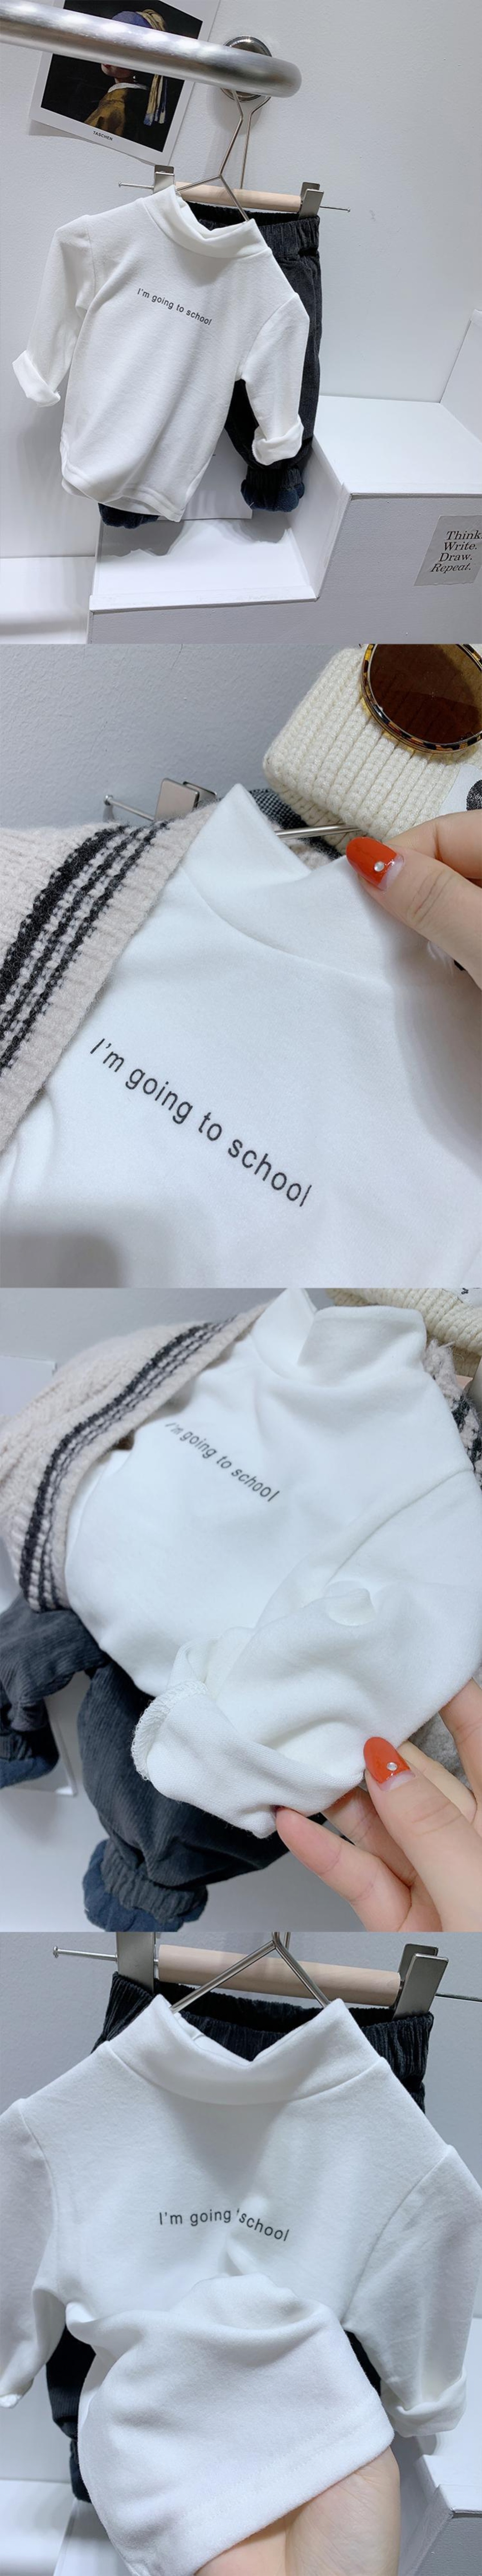 TASCHEN
I'm going to school
Think
Write.
Draw.
Repeat.
I'm going to school
I'm going to school
I'm going school